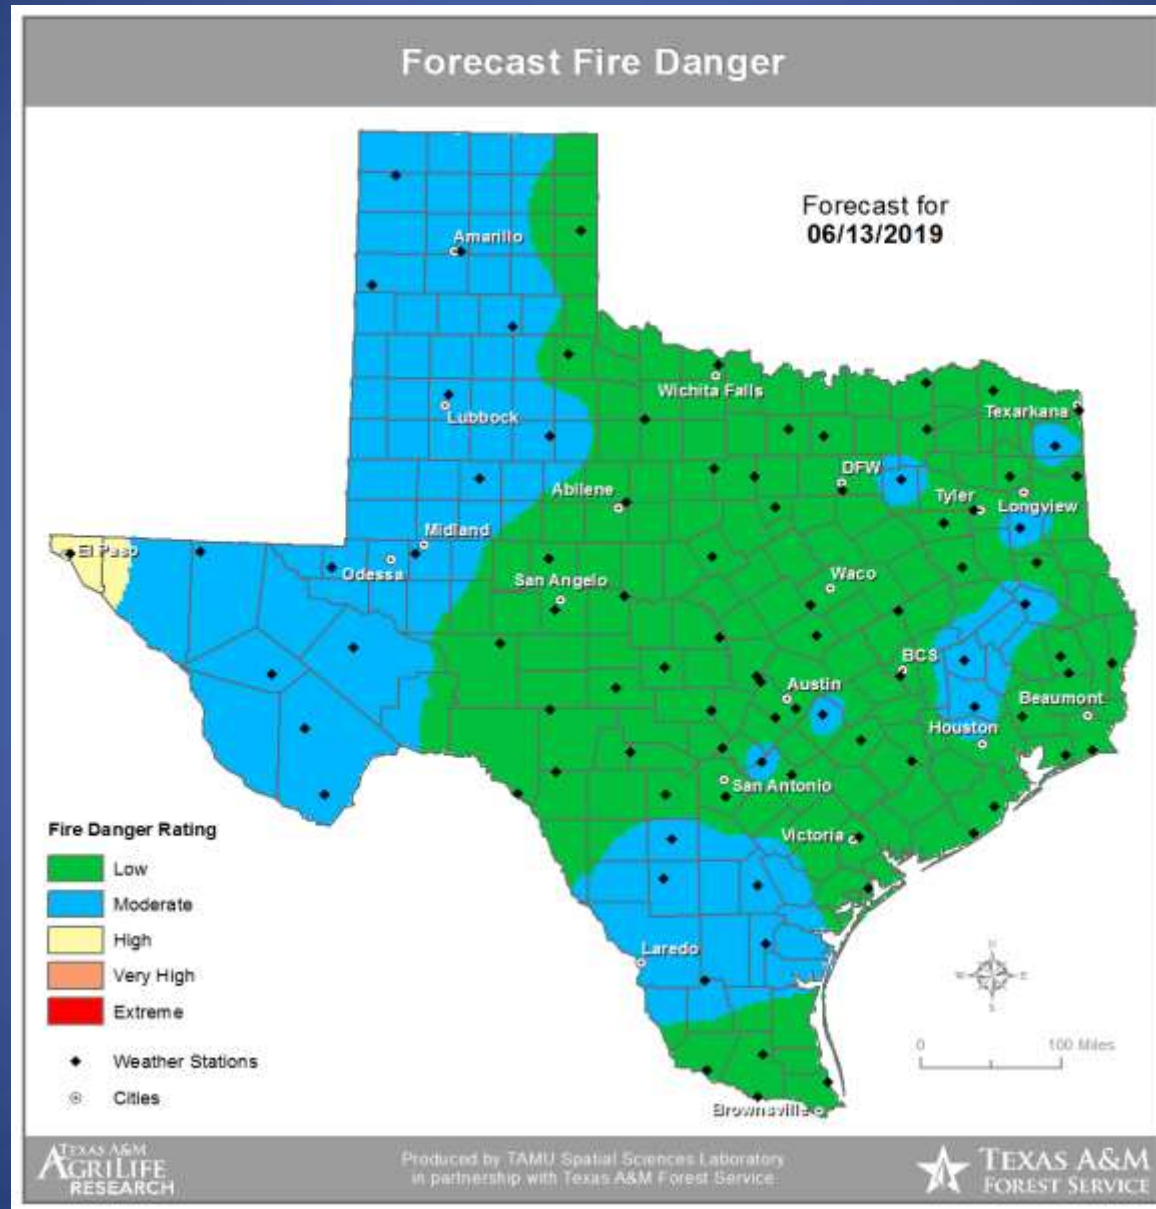 Forecast Fire Danger
Forecast for
06/13/2019
Amarillo
Wichita Falls
Lubbock
Texarkana
DFW
Abilene
Tyler
Longview
Midland
El Paso
Odessa
San Angelo
Waco
BCS
Austin
Beaumont
Houston
San Antonio
Victoria
Laredo
Brownsville
Fire Danger Rating
Low
Moderate
High
Very High
Extreme
Weather Stations
Cities
N
W E
S
0 100 Miles
TEXAS A&M
AGRILIFE
RESEARCH
Produced by TAMU Spatial Sciences Laboratory
in partnership with Texas A&M Forest Service
TEXAS A&M
FOREST SERVICE